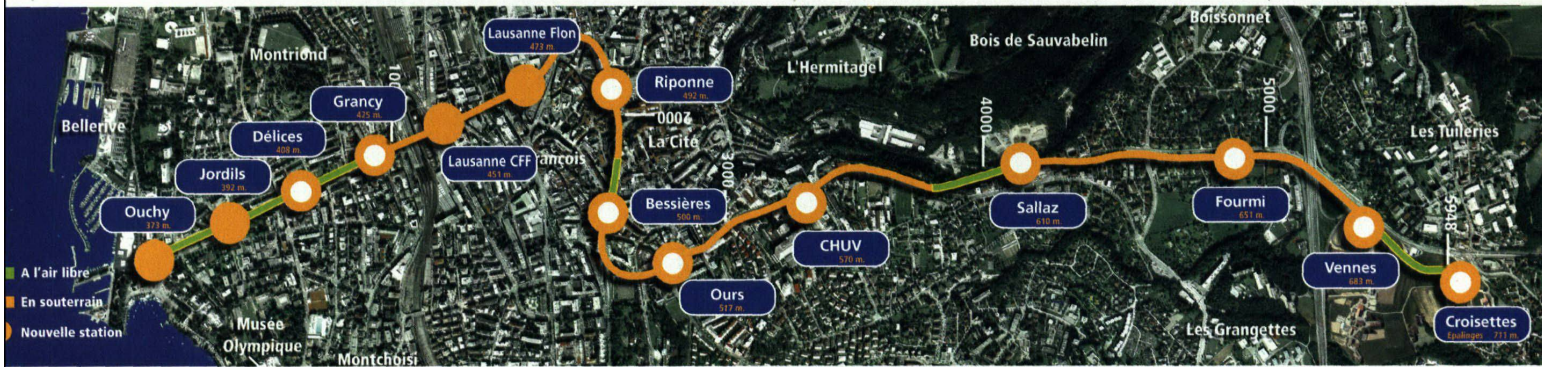 Bellerive
Montriond
Ouchy
373 m.
Jordils
392 m.
Délices
408 m.
Grancy
425 m.
1000
Lausanne CFF
451 m.
Lausanne Flon
473 m.
Riponne
492 m.
2000
La Cité
Bessières
500 m.
Ours
517 m.
3000
CHUV
570 m.
L'Hermitage
Bois de Sauvabelin
4000
Sallaz
610 m.
Boissonnet
Fourmi
651 m.
5000
Vennes
683 m.
5948
Les Tuileries
Croisettes
Epalinges 711 m.
Les Grangettes
A l'air libre
En souterrain
Nouvelle station
Musée
Olympique
Montchoisi